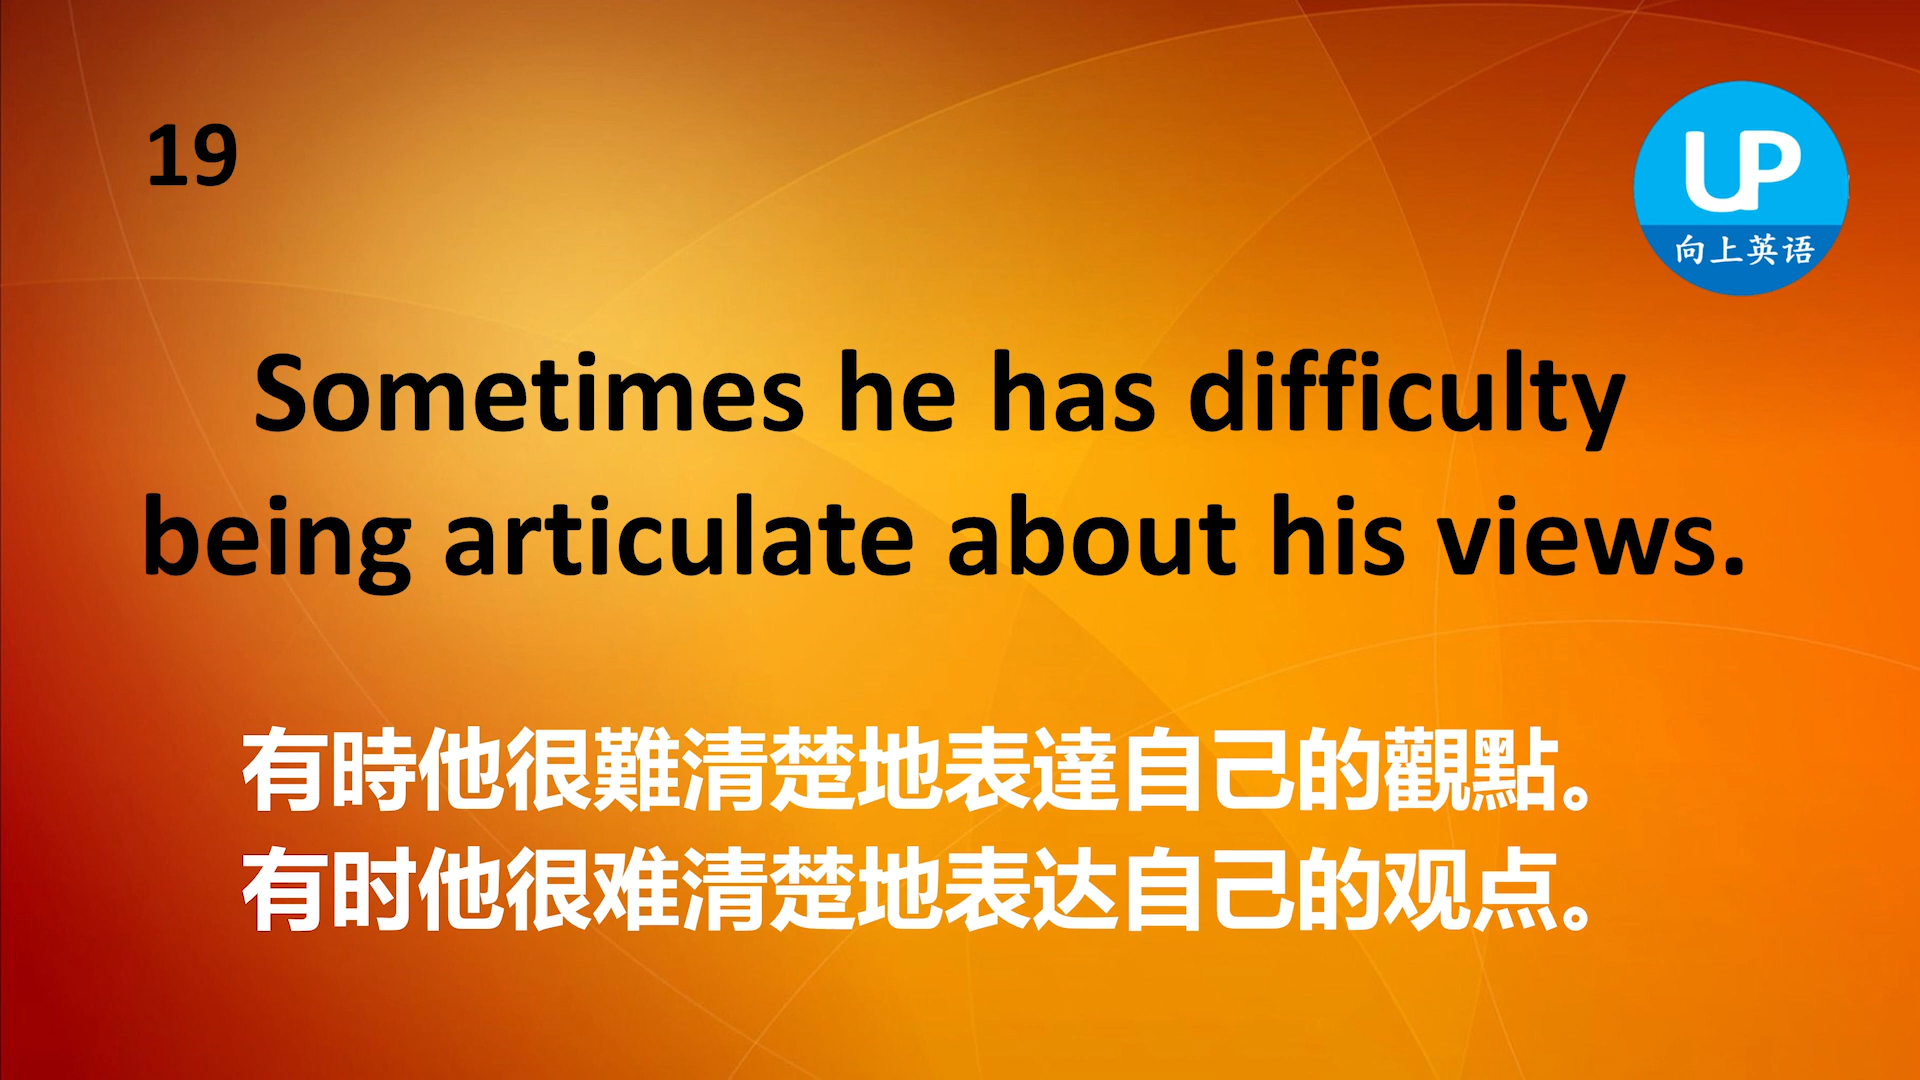 19
UP
向上英语
Sometimes he has difficulty
being articulate about his views.
有時他很難清楚地表達自己的觀點。
有时他很难清楚地表达自己的观点。